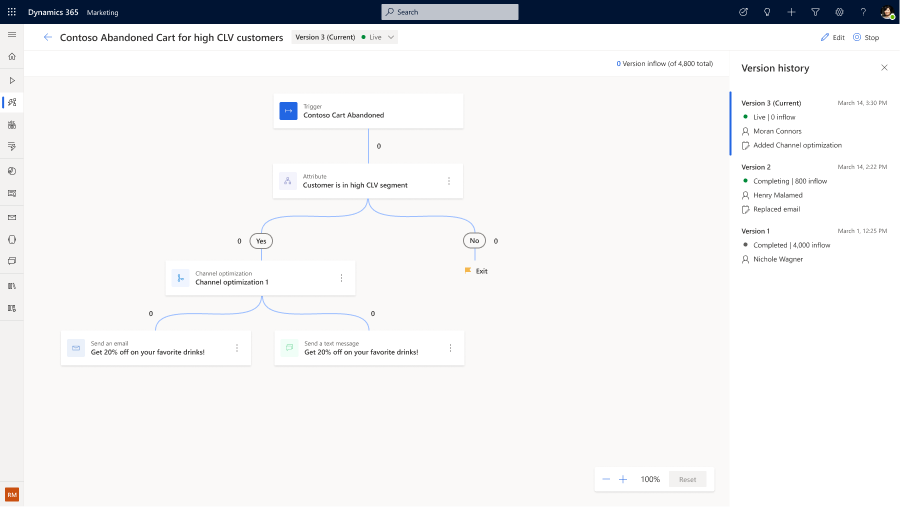 Dynamics 365 Marketing
Search
Contoso Abandoned Cart for high CLV customers
Version 3 (Current) Live
Edit
Stop
0 Version inflow (of 4,800 total)
Trigger
Contoso Cart Abandoned
0
Attribute
Customer is in high CLV segment
0
Yes
No
0
Exit
Channel optimization
Channel optimization 1
0
0
Send an email
Get 20% off on your favorite drinks!
Send a text message
Get 20% off on your favorite drinks!
100%
Reset
Version history
Version 3 (Current) March 14, 3:30 PM
Live | 0 inflow
Moran Connors
Added Channel optimization
Version 2 March 14, 2:22 PM
Completing | 800 inflow
Henry Malamed
Replaced email
Version 1 March 1, 12:25 PM
Completed | 4,000 inflow
Nichole Wagner
RM